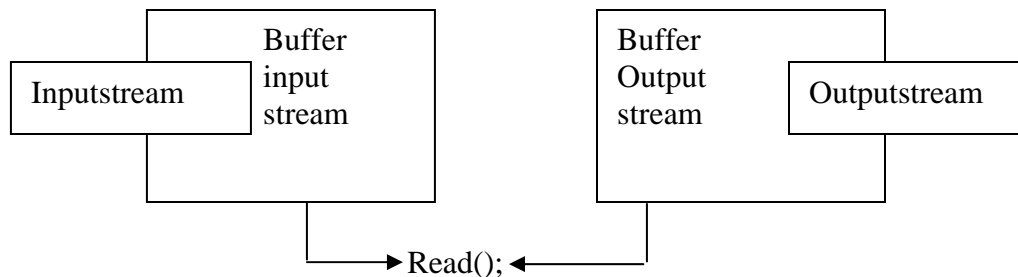 Inputstream
Buffer
input
stream
Buffer
Output
stream
Outputstream
Read();